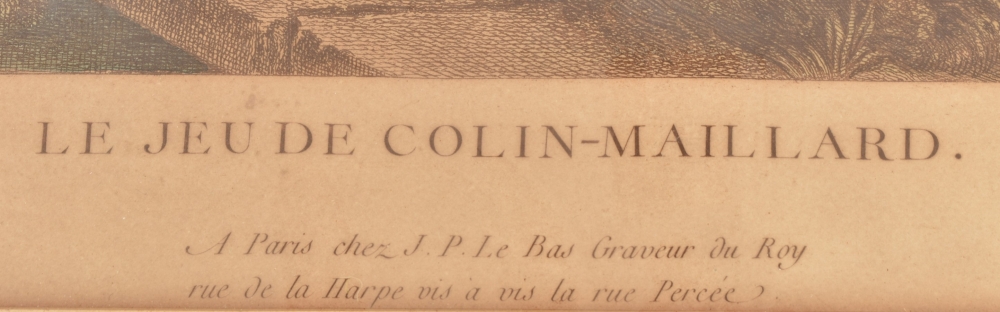 LE JEU DE COLIN-MAILLARD.
A Paris chez J. P. Le Bas Graveur du Roy
rue de la Harpe vis à vis la rue Percée.